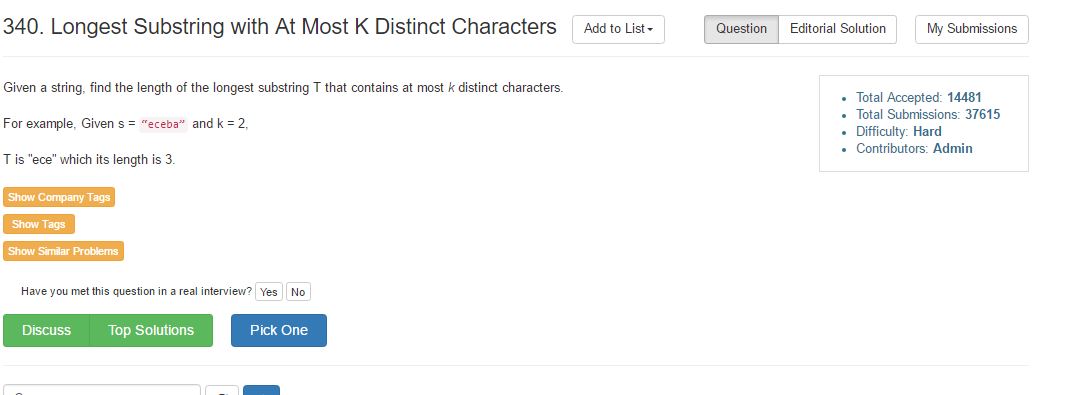 340. Longest Substring with At Most K Distinct Characters
Add to List
Question
Editorial Solution
My Submissions
Given a string, find the length of the longest substring T that contains at most k distinct characters.
For example, Given s = “eceba” and k = 2,
T is "ece" which its length is 3.
Total Accepted: 14481
Total Submissions: 37615
Difficulty: Hard
Contributors: Admin
Show Company Tags
Show Tags
Show Similar Problems
Have you met this question in a real interview? Yes No
Discuss
Top Solutions
Pick One